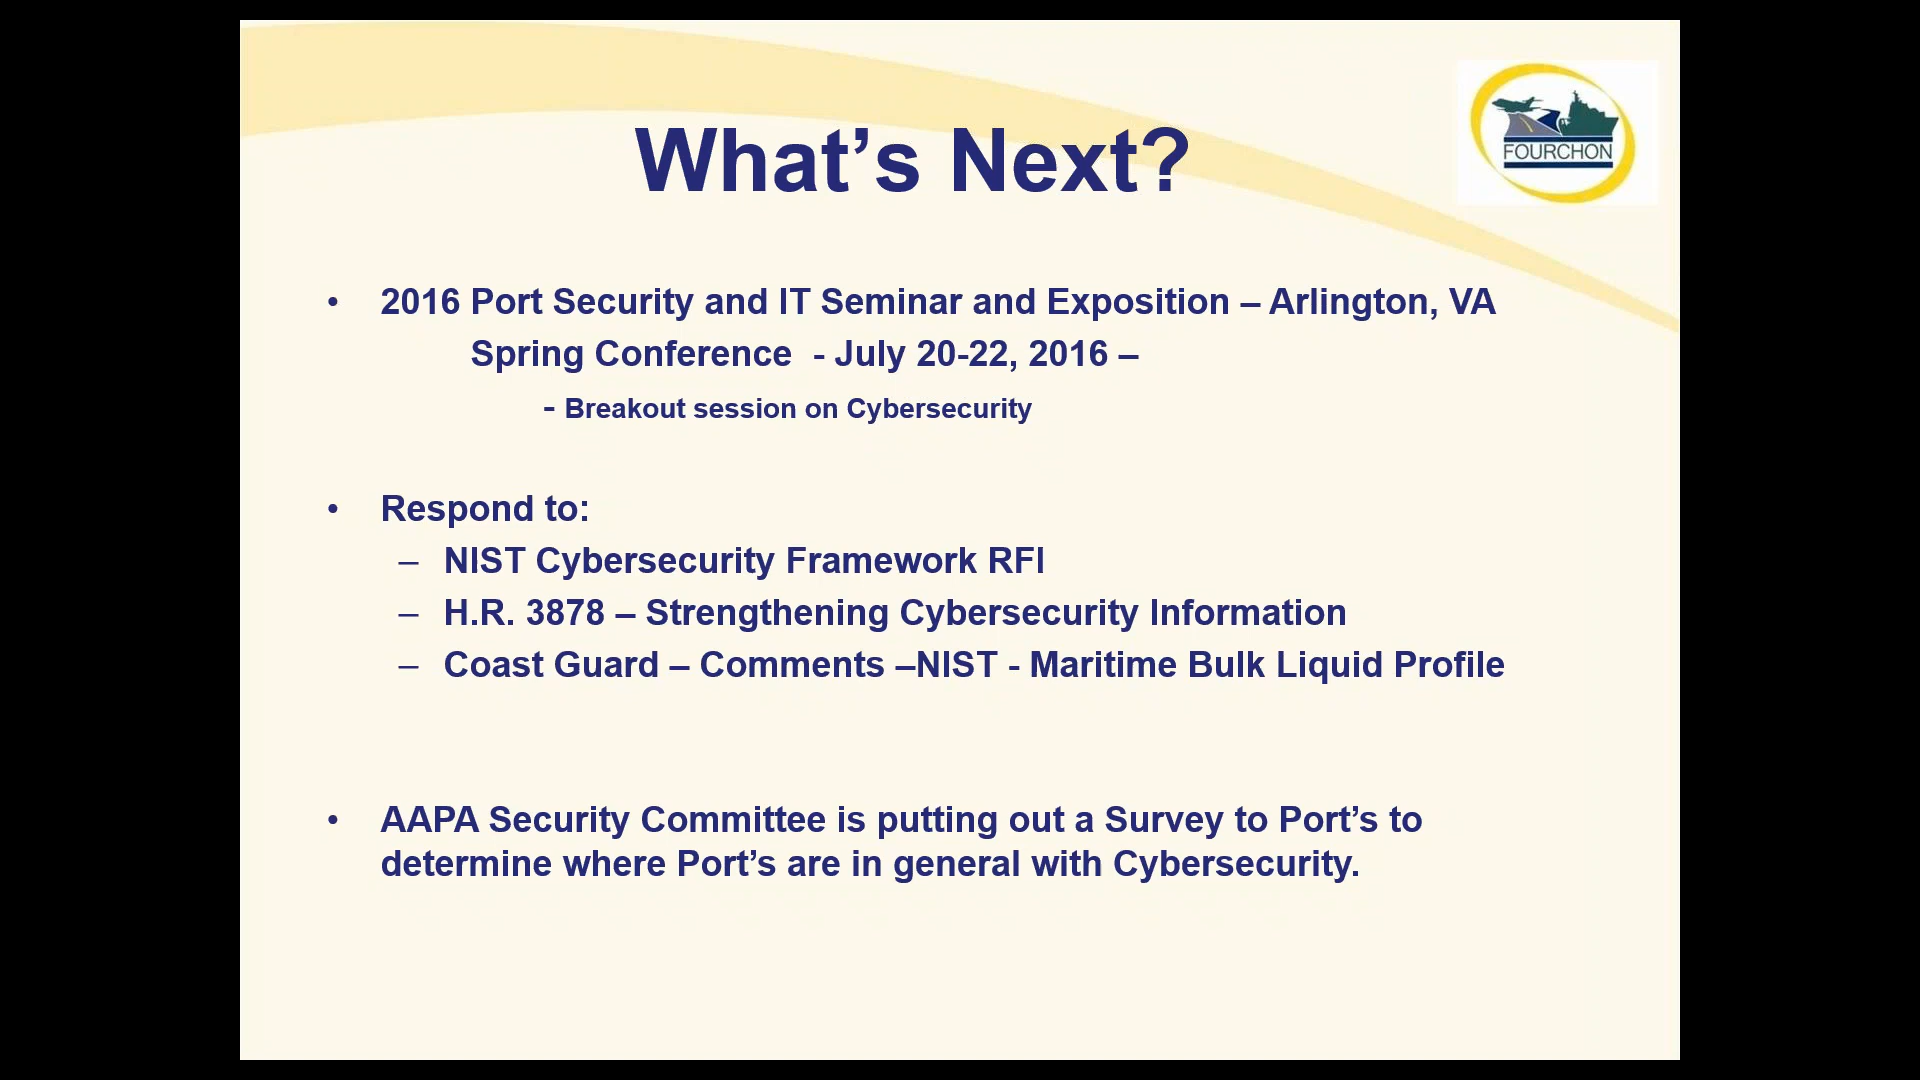 What’s Next?
FOURCHON
• 2016 Port Security and IT Seminar and Exposition – Arlington, VA
Spring Conference - July 20-22, 2016 –
- Breakout session on Cybersecurity
• Respond to:
– NIST Cybersecurity Framework RFI
– H.R. 3878 – Strengthening Cybersecurity Information
– Coast Guard – Comments –NIST - Maritime Bulk Liquid Profile
• AAPA Security Committee is putting out a Survey to Port’s to
determine where Port’s are in general with Cybersecurity.